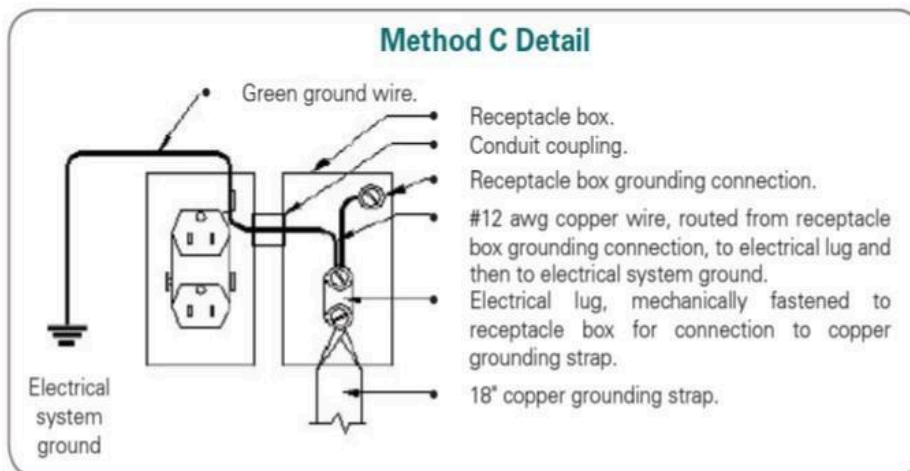 Method C Detail
Green ground wire.
Receptacle box.
Conduit coupling.
Receptacle box grounding connection.
#12 awg copper wire, routed from receptacle
box grounding connection, to electrical lug and
then to electrical system ground.
Electrical lug, mechanically fastened to
receptacle box for connection to copper
grounding strap.
18" copper grounding strap.
Electrical
system
ground